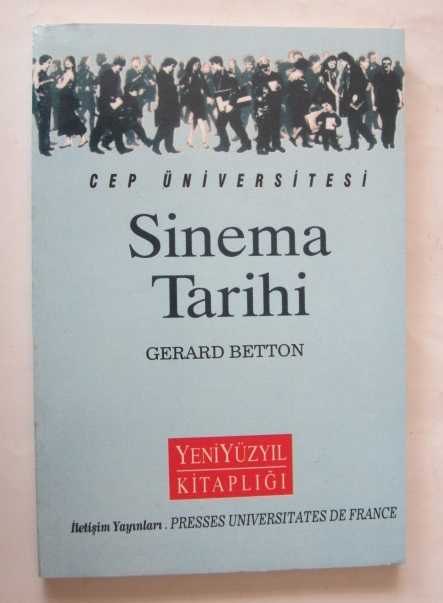 CEP ÜNİVERSİTESİ
Sinema
Tarihi
GERARD BETTON
YENİYÜZYIL
KİTAPLIĞI
İletişim Yayınları . PRESSES UNIVERSITATES DE FRANCE